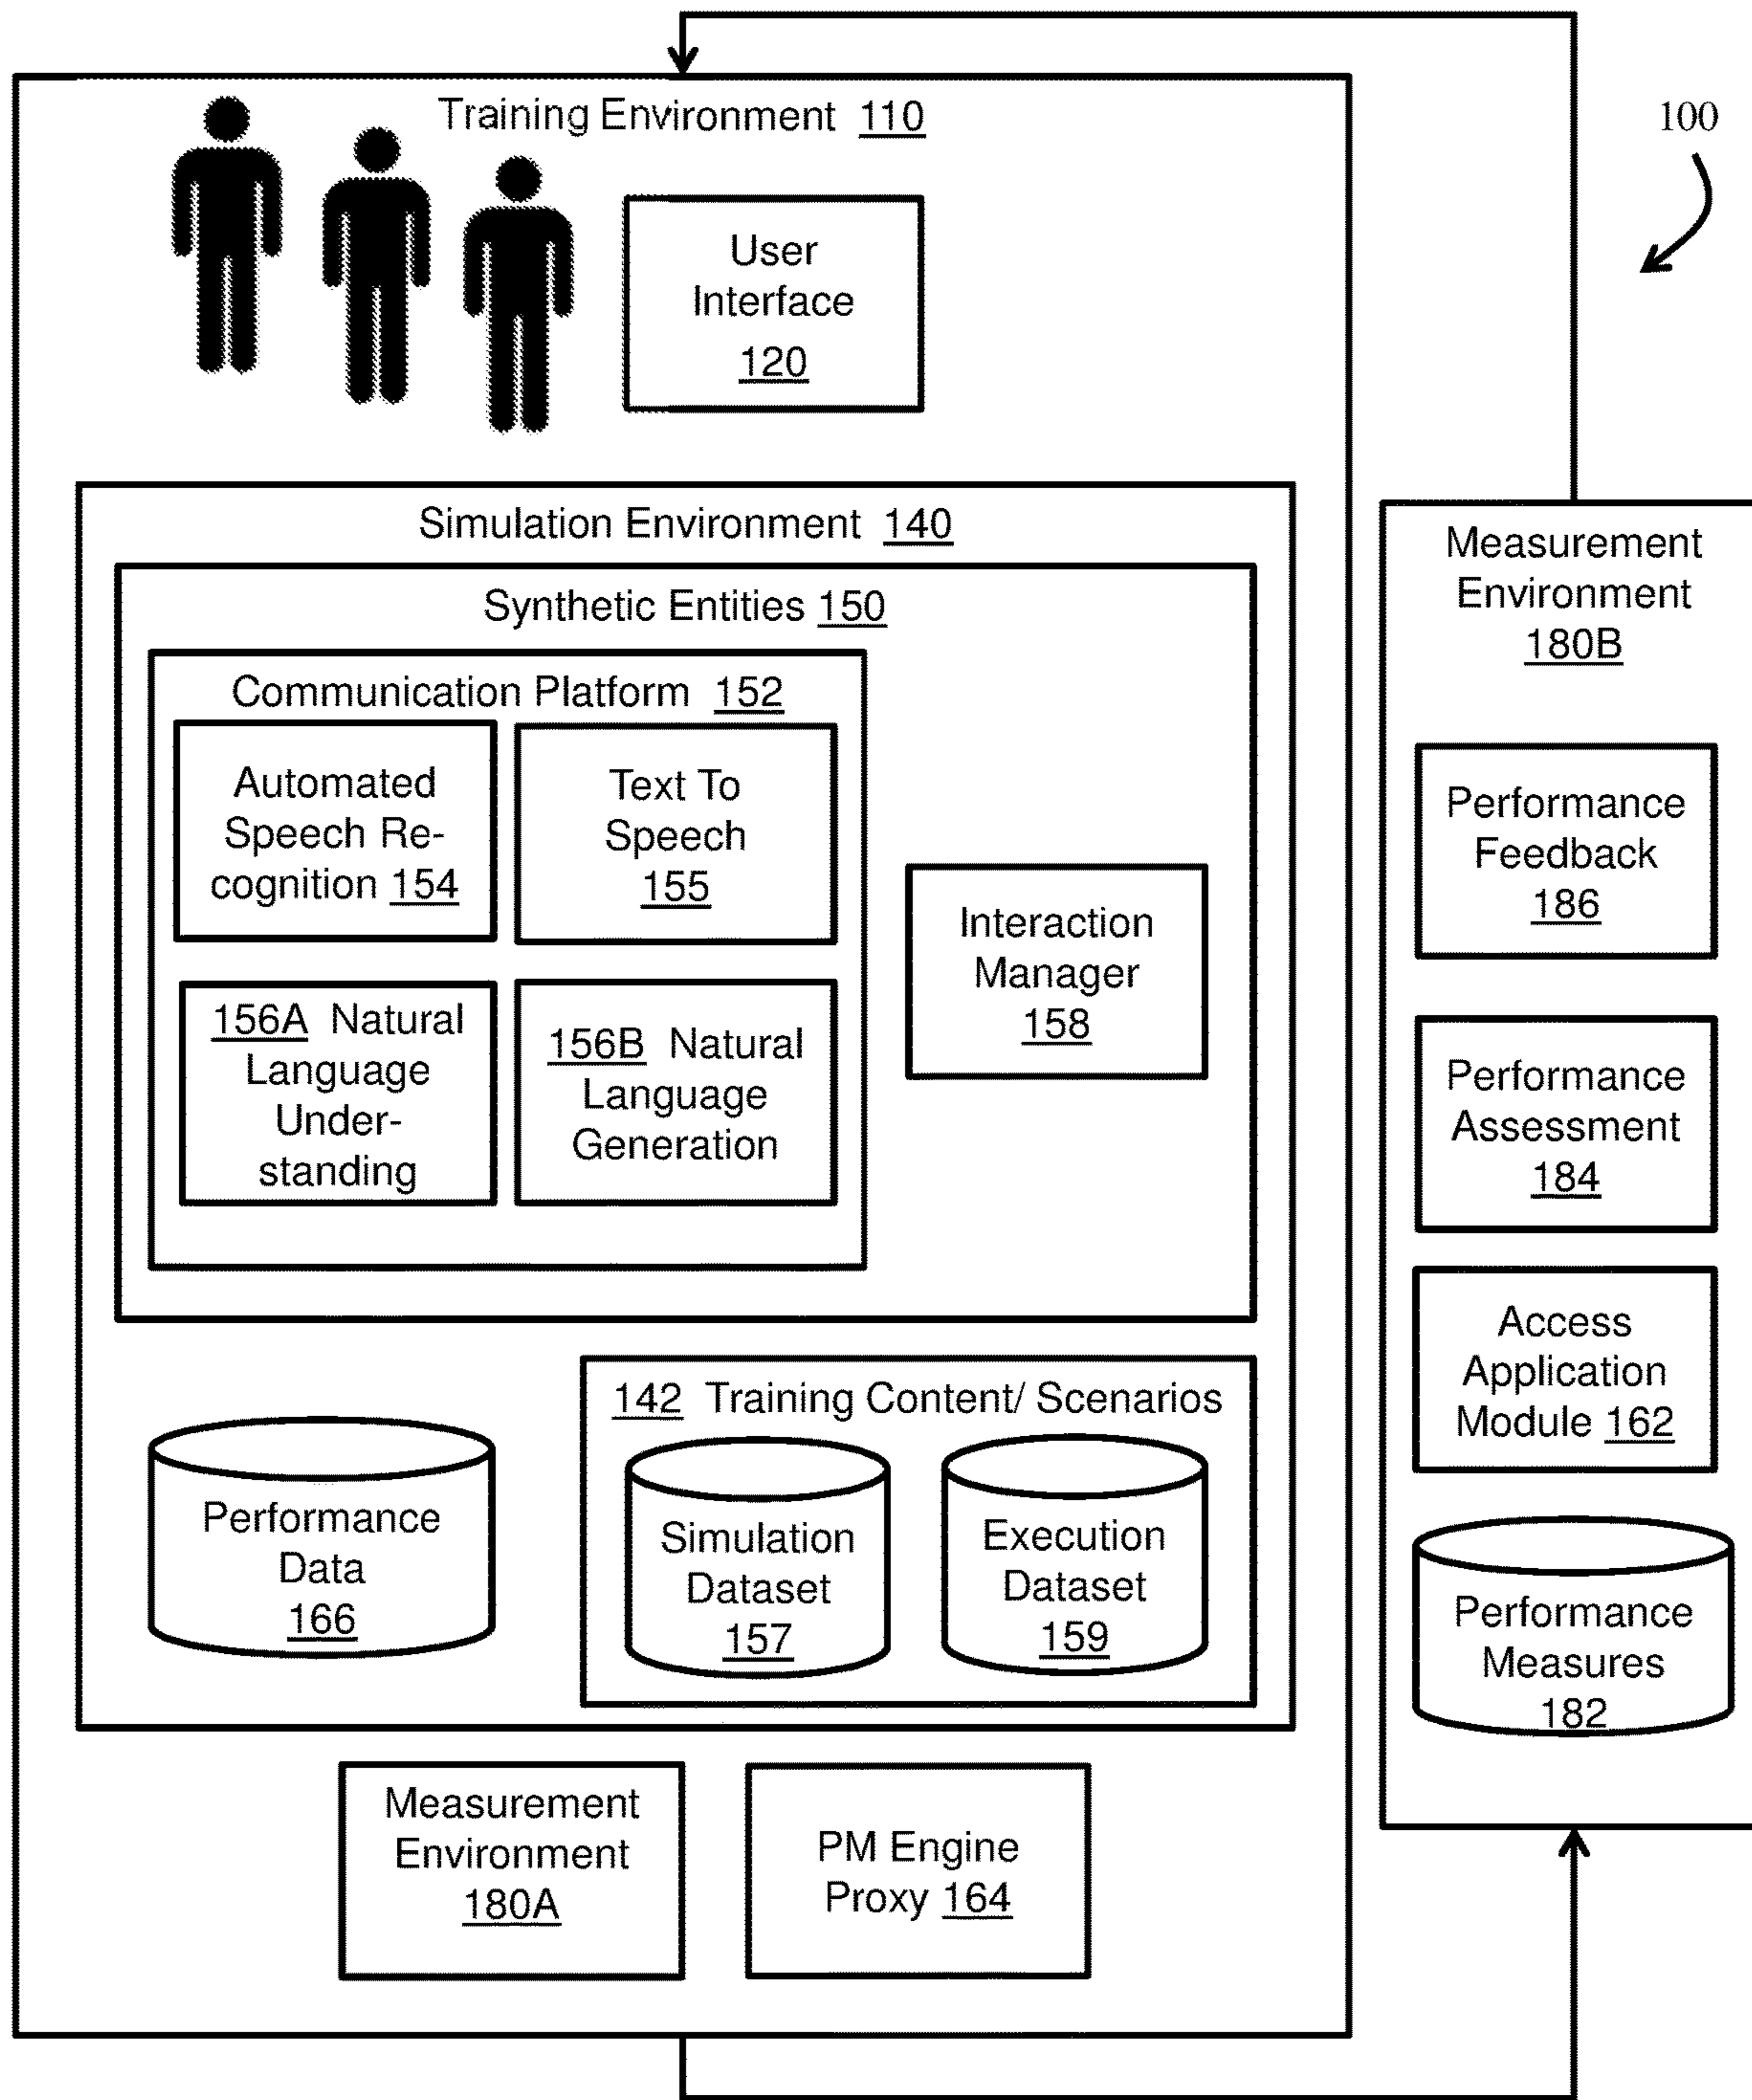 Training Environment 110
100
User
Interface
120
Simulation Environment 140
Synthetic Entities 150
Communication Platform 152
Automated
Speech Re-
cognition 154
Text To
Speech
155
156A Natural
Language
Under-
standing
156B Natural
Language
Generation
Interaction
Manager
158
142 Training Content/ Scenarios
Performance
Data
166
Simulation
Dataset
157
Execution
Dataset
159
Measurement
Environment
180A
PM Engine
Proxy 164
Measurement
Environment
180B
Performance
Feedback
186
Performance
Assessment
184
Access
Application
Module 162
Performance
Measures
182